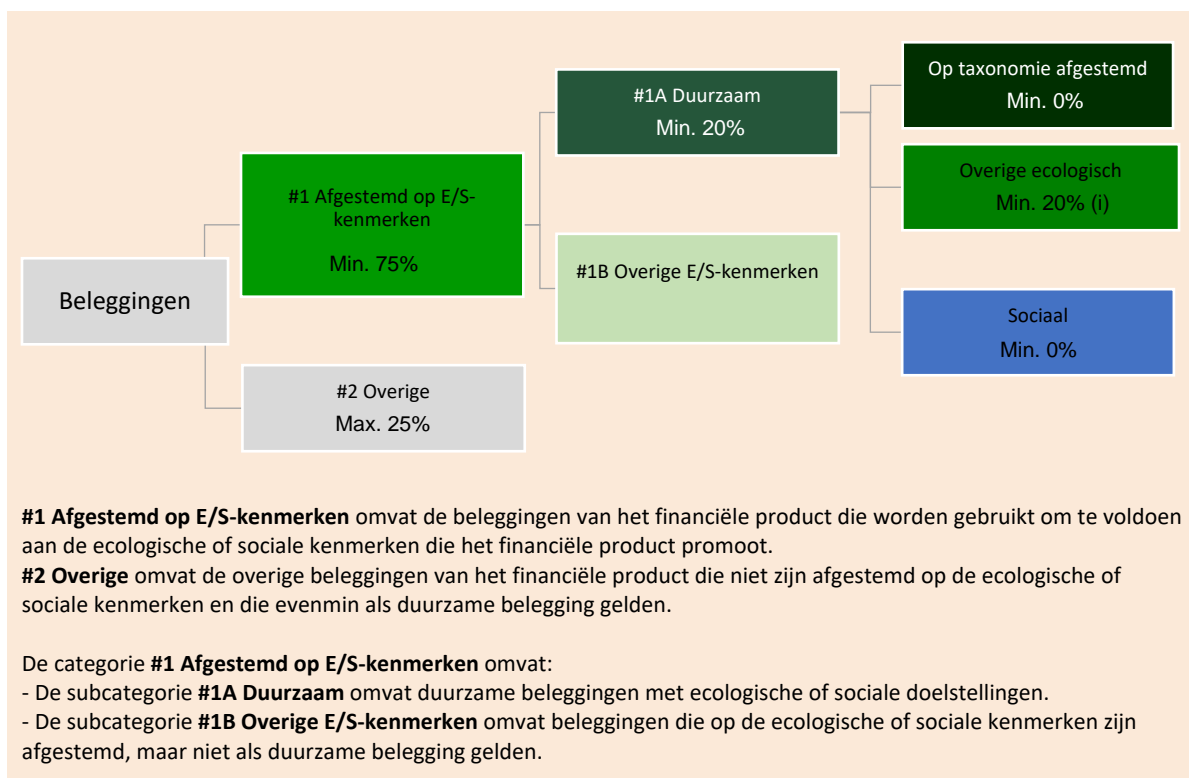 Beleggingen
#1 Afgestemd op E/S-
kenmerken
Min. 75%
#2 Overige
Max. 25%
#1A Duurzaam
Min. 20%
#1B Overige E/S-kenmerken
Op taxonomie afgestemd
Min. 0%
Overige ecologisch
Min. 20% (i)
Sociaal
Min. 0%
#1 Afgestemd op E/S-kenmerken omvat de beleggingen van het financiële product die worden gebruikt om te voldoen
aan de ecologische of sociale kenmerken die het financiële product promoot.
#2 Overige omvat de overige beleggingen van het financiële product die niet zijn afgestemd op de ecologische of
sociale kenmerken en die evenmin als duurzame belegging gelden.
De categorie #1 Afgestemd op E/S-kenmerken omvat:
- De subcategorie #1A Duurzaam omvat duurzame beleggingen met ecologische of sociale doelstellingen.
- De subcategorie #1B Overige E/S-kenmerken omvat beleggingen die op de ecologische of sociale kenmerken zijn
afgestemd, maar niet als duurzame belegging gelden.